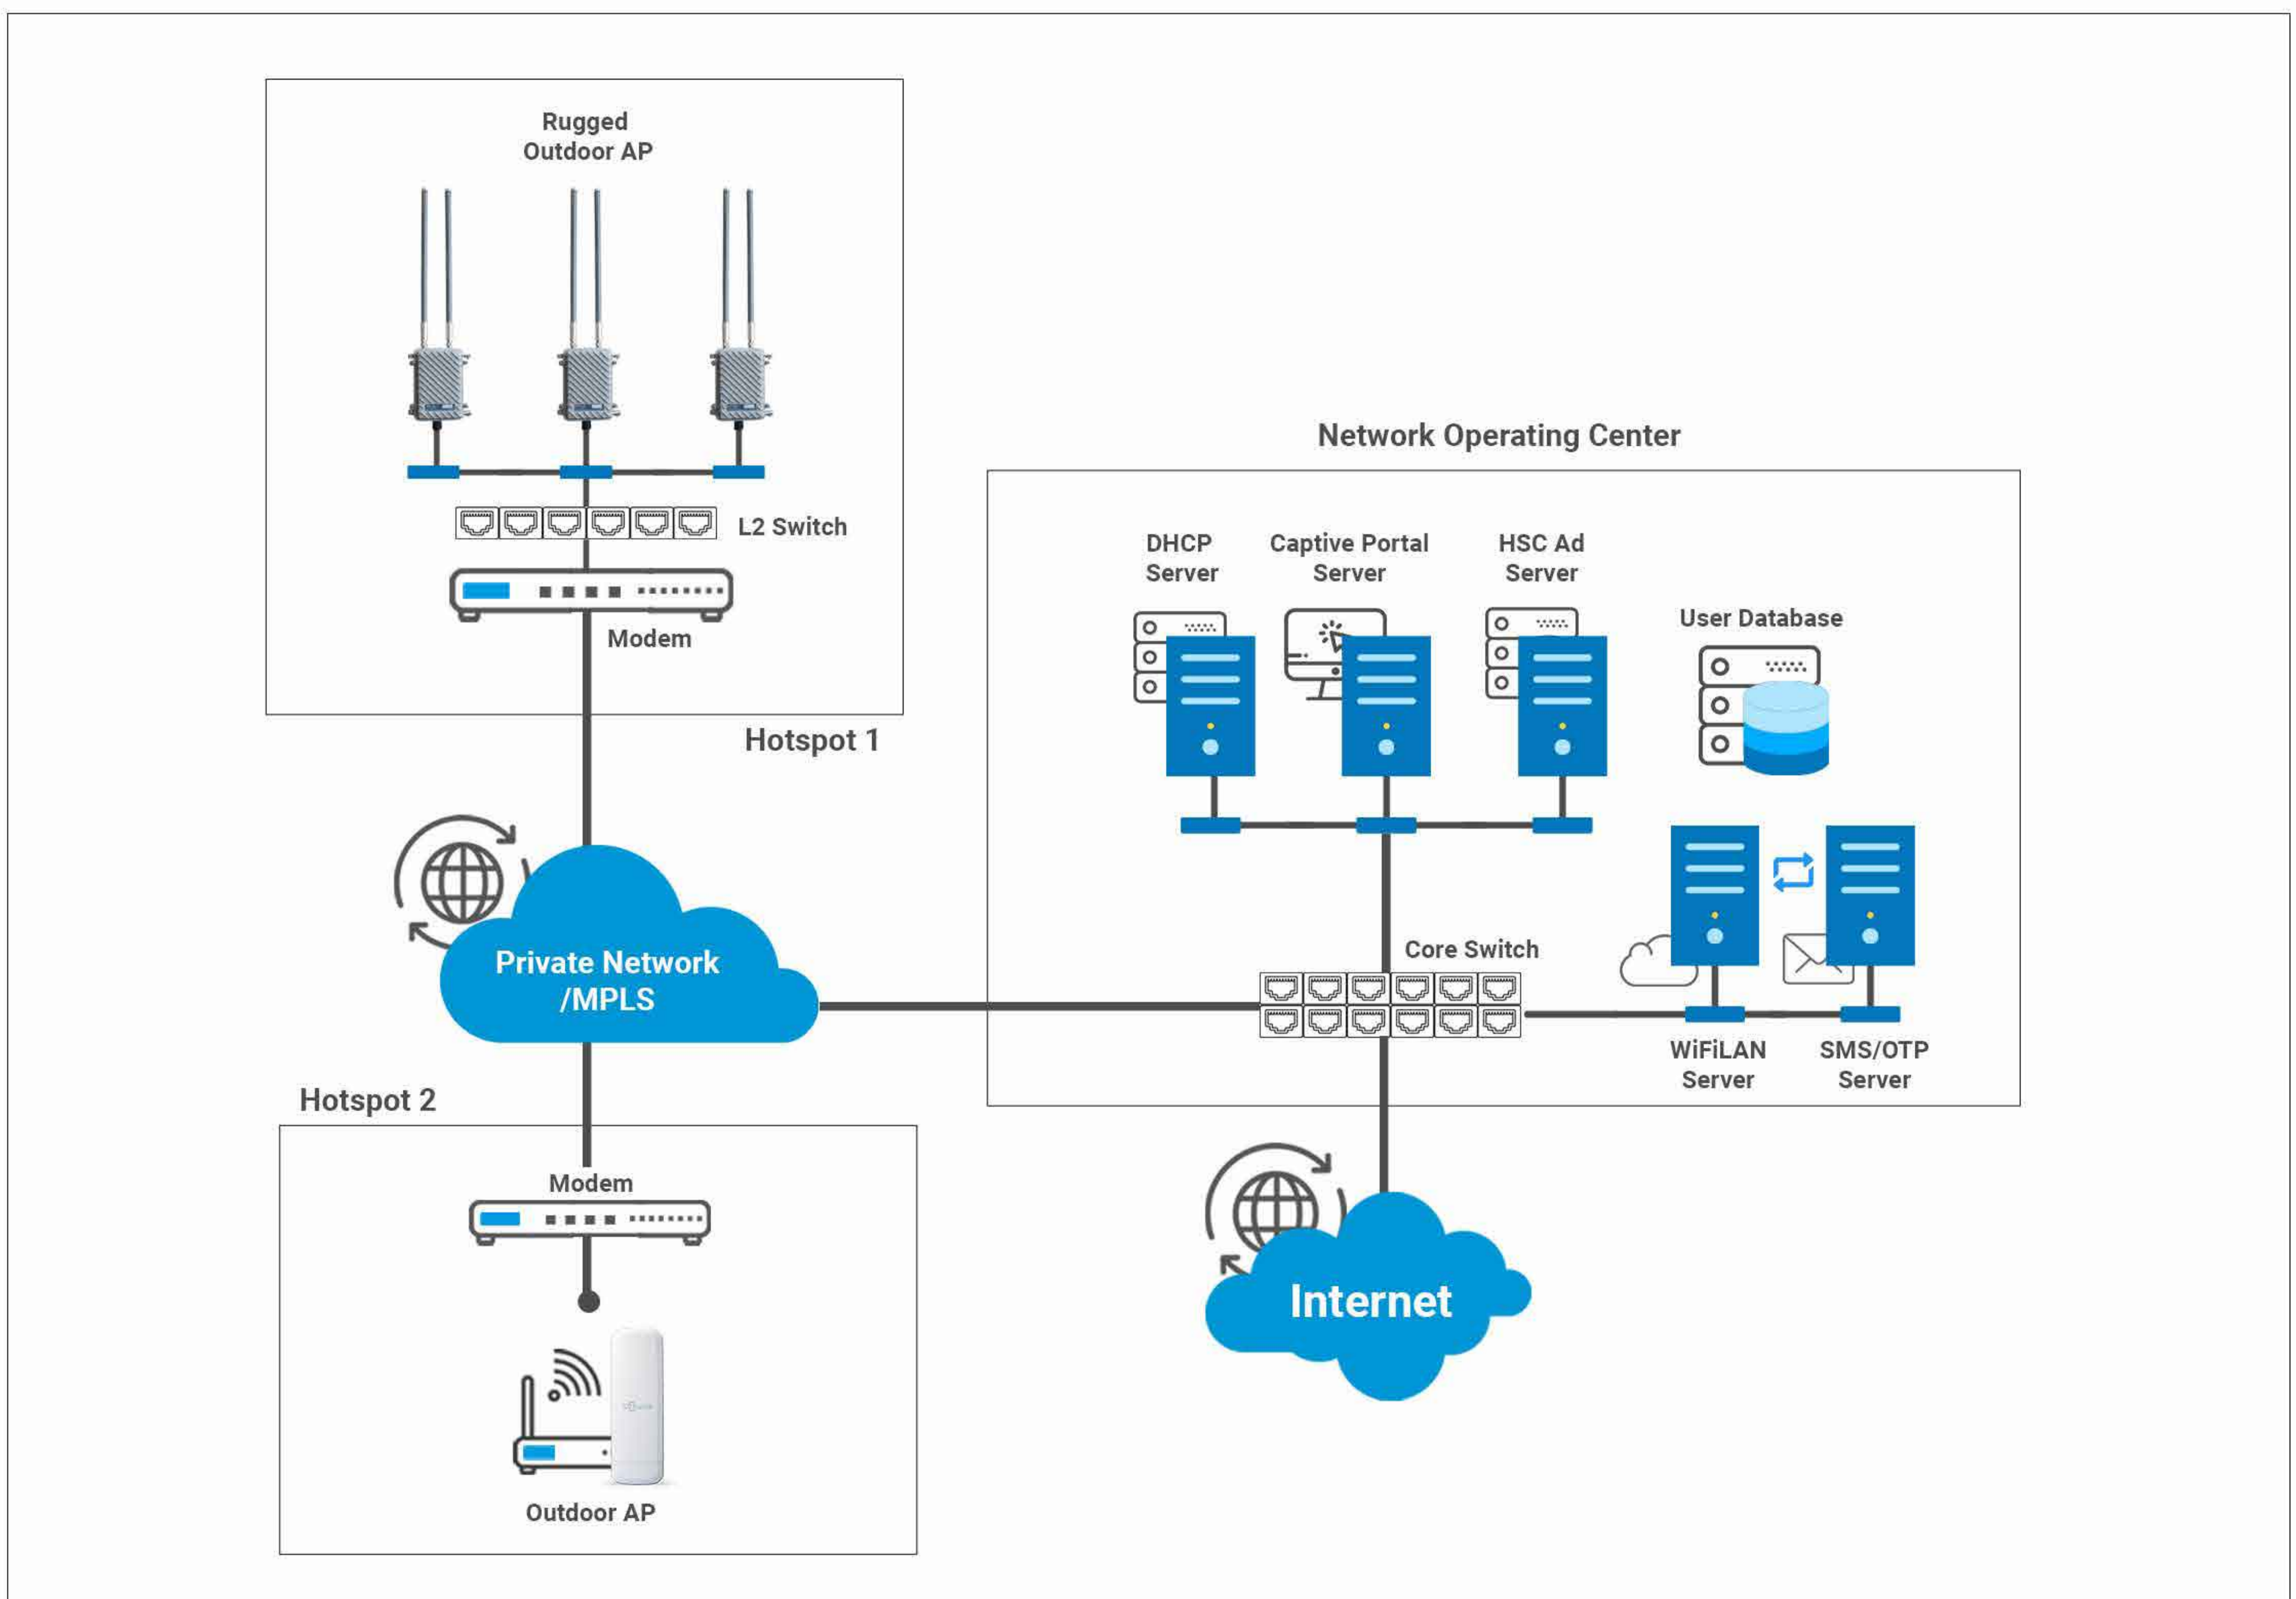 Rugged
Outdoor AP
L2 Switch
Modem
Hotspot 1
Private Network
/MPLS
Hotspot 2
Modem
Outdoor AP
Network Operating Center
DHCP
Server
Captive Portal
Server
HSC Ad
Server
User Database
Core Switch
WiFiLAN
Server
SMS/OTP
Server
Internet